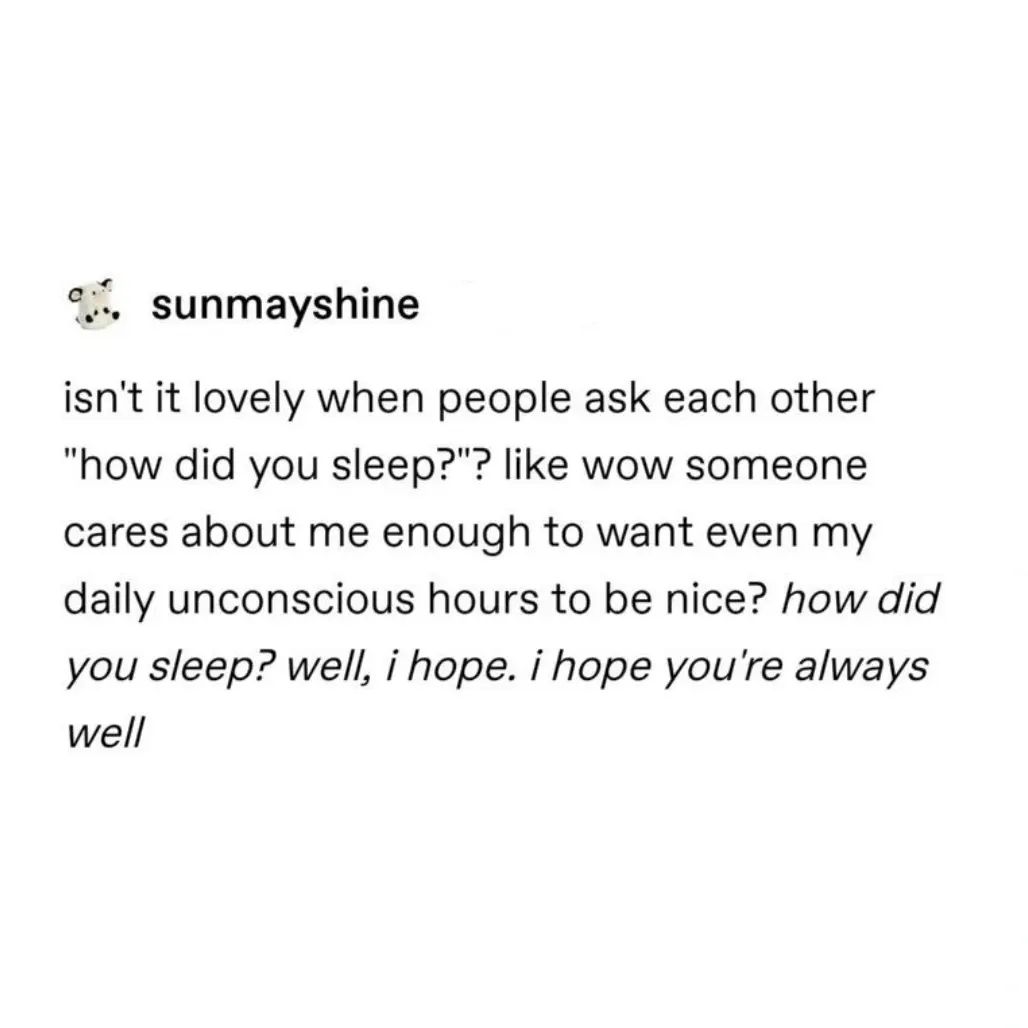 sunmayshine
isn't it lovely when people ask each other
"how did you sleep?"? like wow someone
cares about me enough to want even my
daily unconscious hours to be nice? how did
you sleep? well, i hope. i hope you're always
well